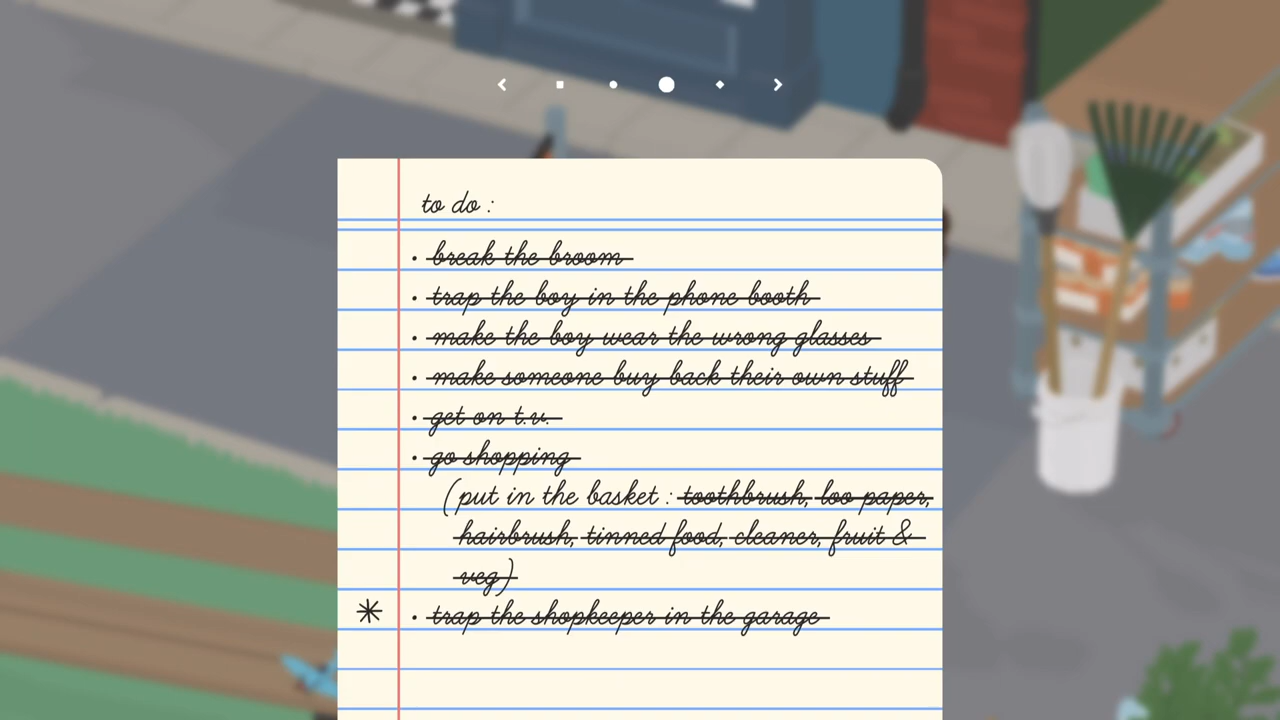 to do :
• break the broom
• trap the boy in the phone booth
• make the boy wear the wrong glasses
• make someone buy back their own stuff
• get on t.v.
• go shopping
(put in the basket : toothbrush, loo paper,
hairbrush, tinned food, cleaner, fruit &
veg)
* • trap the shopkeeper in the garage